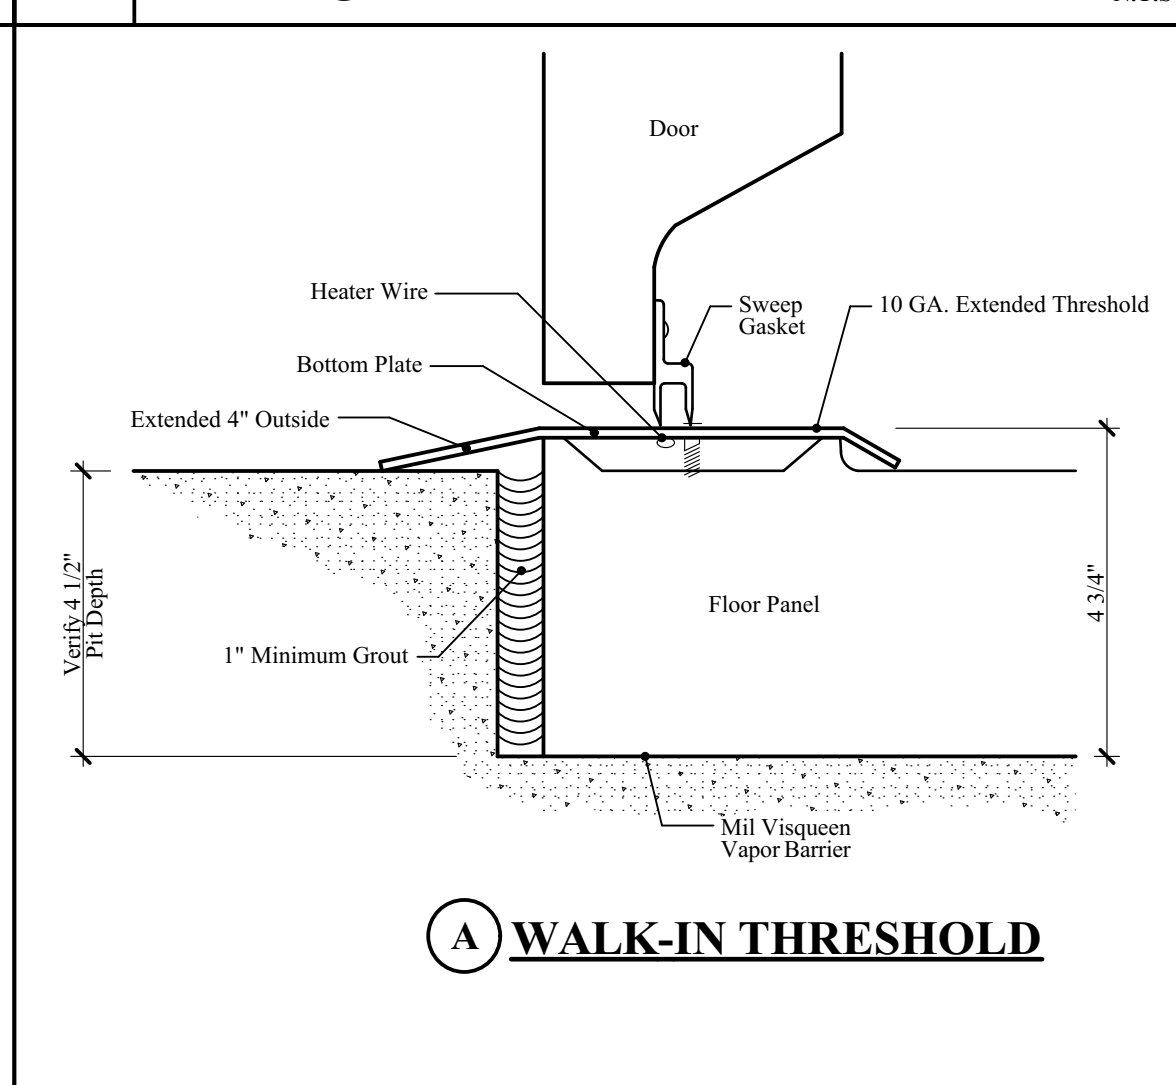 Door
Heater Wire
Sweep
Gasket
10 GA. Extended Threshold
Bottom Plate
Extended 4" Outside
Verify 4 1/2"
Pit Depth
4 3/4"
Floor Panel
1" Minimum Grout
Mil Visqueen
Vapor Barrier
A WALK-IN THRESHOLD